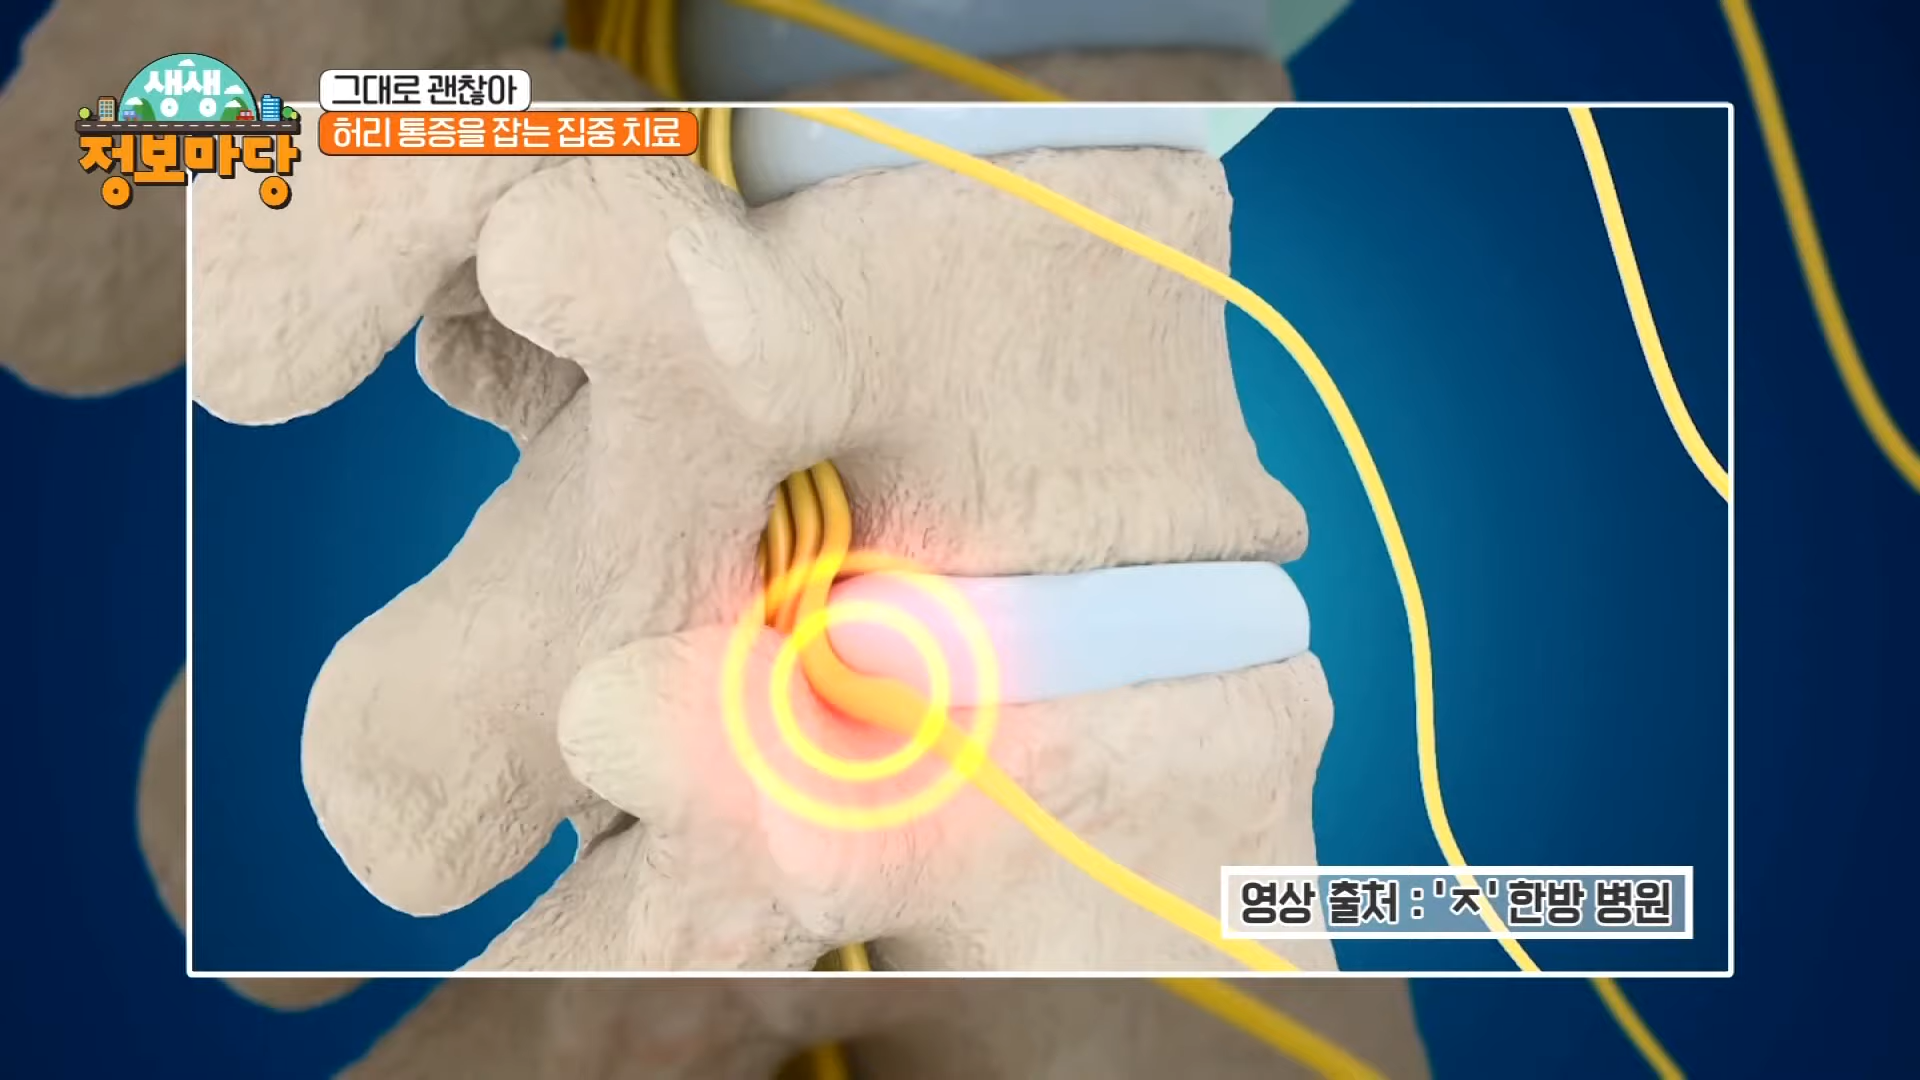 생생
정보마당
그대로 괜찮아
허리 통증을 잡는 집중 치료
영상 출처 : 'ㅈ' 한방 병원